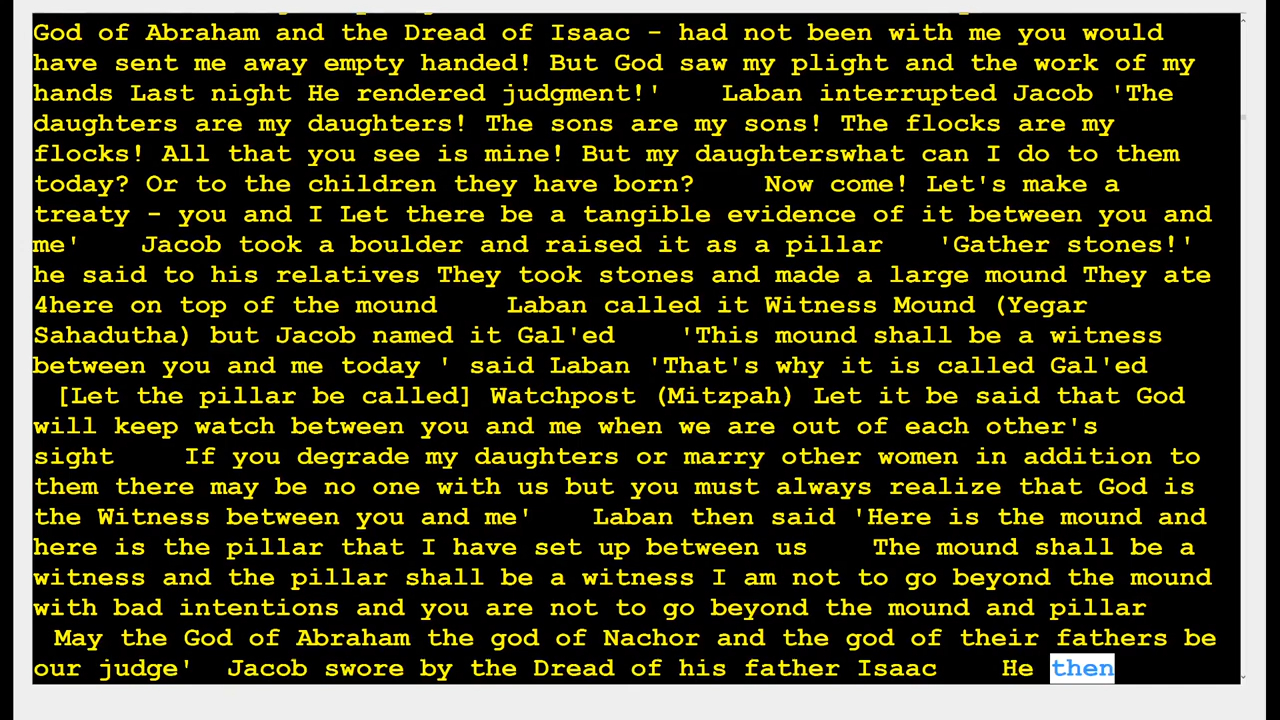 God of Abraham and the Dread of Isaac - had not been with me you would
have sent me away empty handed! But God saw my plight and the work of my
hands Last night He rendered judgment!' Laban interrupted Jacob 'The
daughters are my daughters! The sons are my sons! The flocks are my
flocks! All that you see is mine! But my daughterswhat can I do to them
today? Or to the children they have born? Now come! Let's make a
treaty - you and I Let there be a tangible evidence of it between you and
me' Jacob took a boulder and raised it as a pillar 'Gather stones!'
he said to his relatives They took stones and made a large mound They ate
4here on top of the mound Laban called it Witness Mound (Yegar
Sahadutha) but Jacob named it Gal'ed 'This mound shall be a witness
between you and me today ' said Laban 'That's why it is called Gal'ed
[Let the pillar be called] Watchpost (Mitzpah) Let it be said that God
will keep watch between you and me when we are out of each other's
sight If you degrade my daughters or marry other women in addition to
them there may be no one with us but you must always realize that God is
the Witness between you and me' Laban then said 'Here is the mound and
here is the pillar that I have set up between us The mound shall be a
witness and the pillar shall be a witness I am not to go beyond the mound
with bad intentions and you are not to go beyond the mound and pillar
May the God of Abraham the god of Nachor and the god of their fathers be
our judge' Jacob swore by the Dread of his father Isaac He then